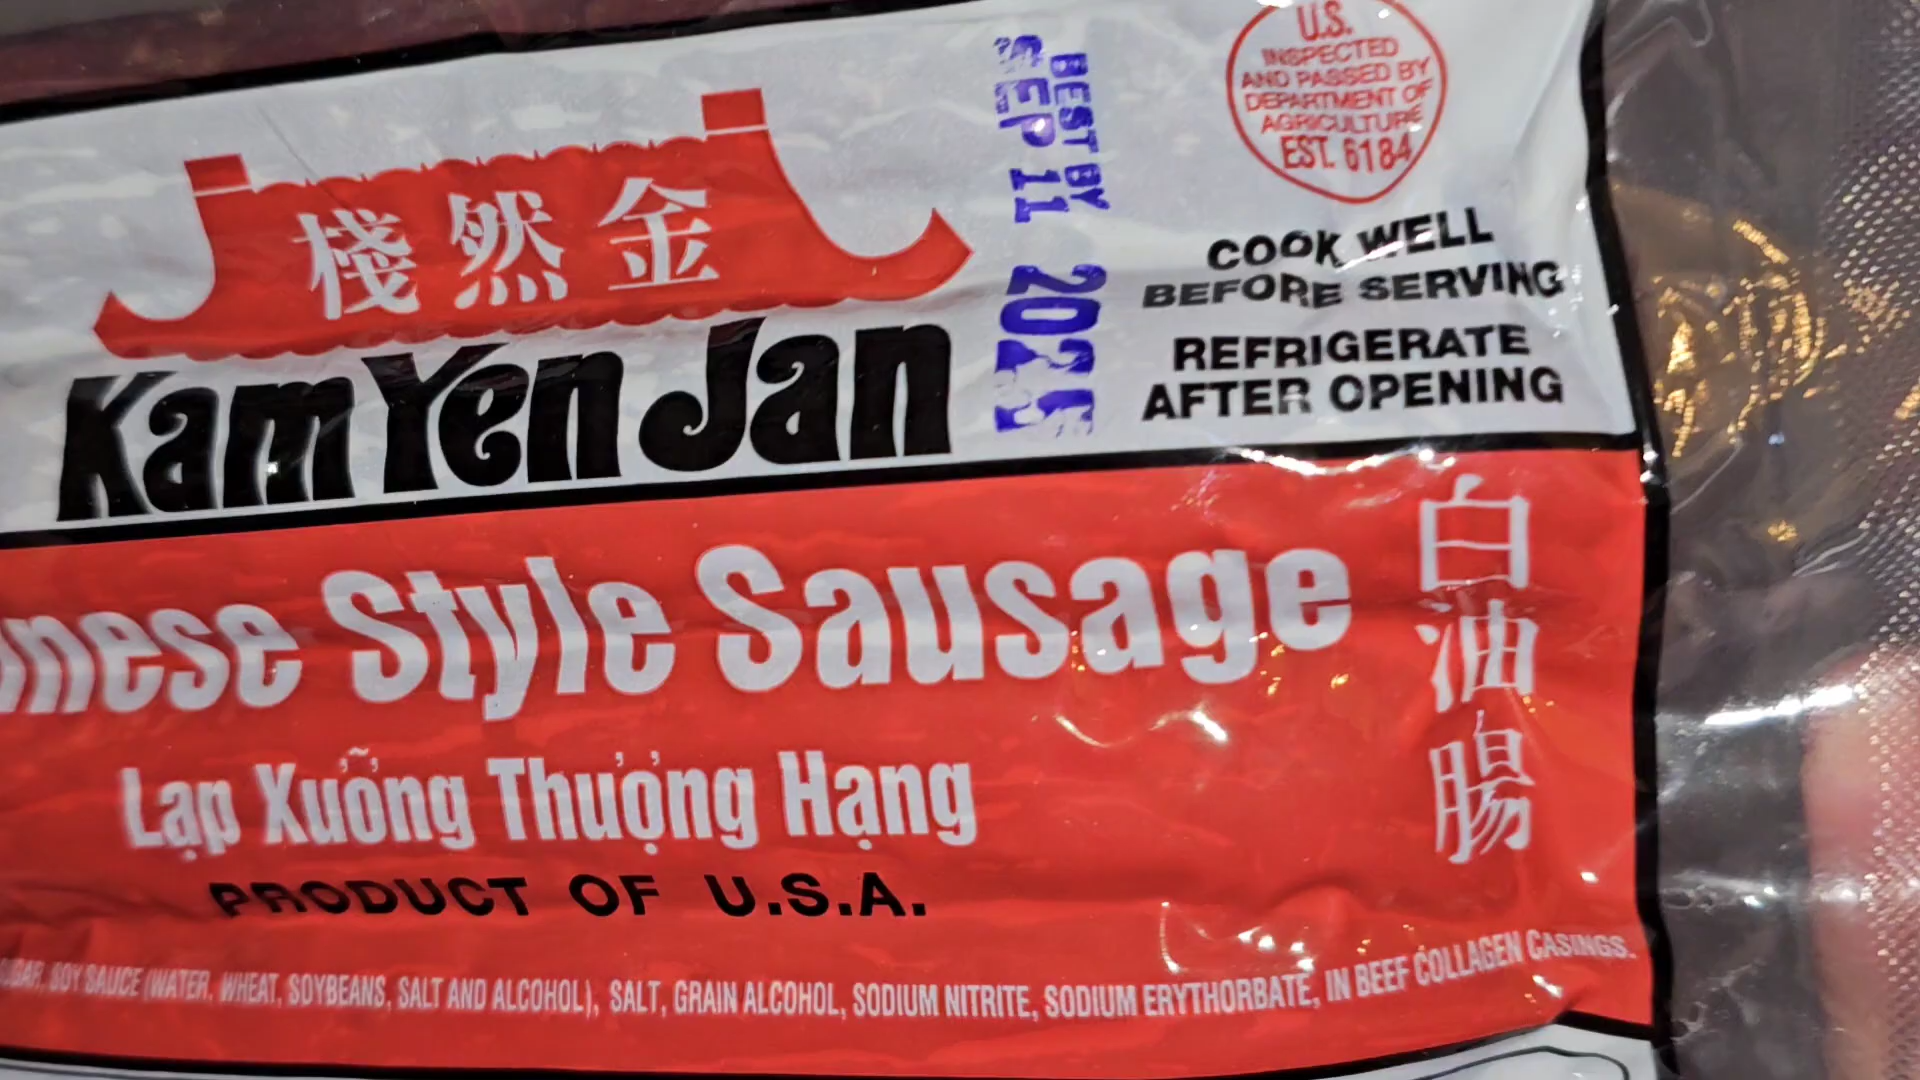 金然棧
Kam Yen Jan
BEST BY
SEP 11 2025
U.S.
INSPECTED
AND PASSED BY
DEPARTMENT OF
AGRICULTURE
EST. 6184
COOK WELL
BEFORE SERVING
REFRIGERATE
AFTER OPENING
nese Style Sausage
白油腸
Lạp Xưởng Thượng Hạng
PRODUCT OF U.S.A.
SOY SAUCE (WATER, WHEAT, SOYBEANS, SALT AND ALCOHOL), SALT, GRAIN ALCOHOL, SODIUM NITRITE, SODIUM ERYTHORBATE, IN BEEF COLLAGEN CASINGS.